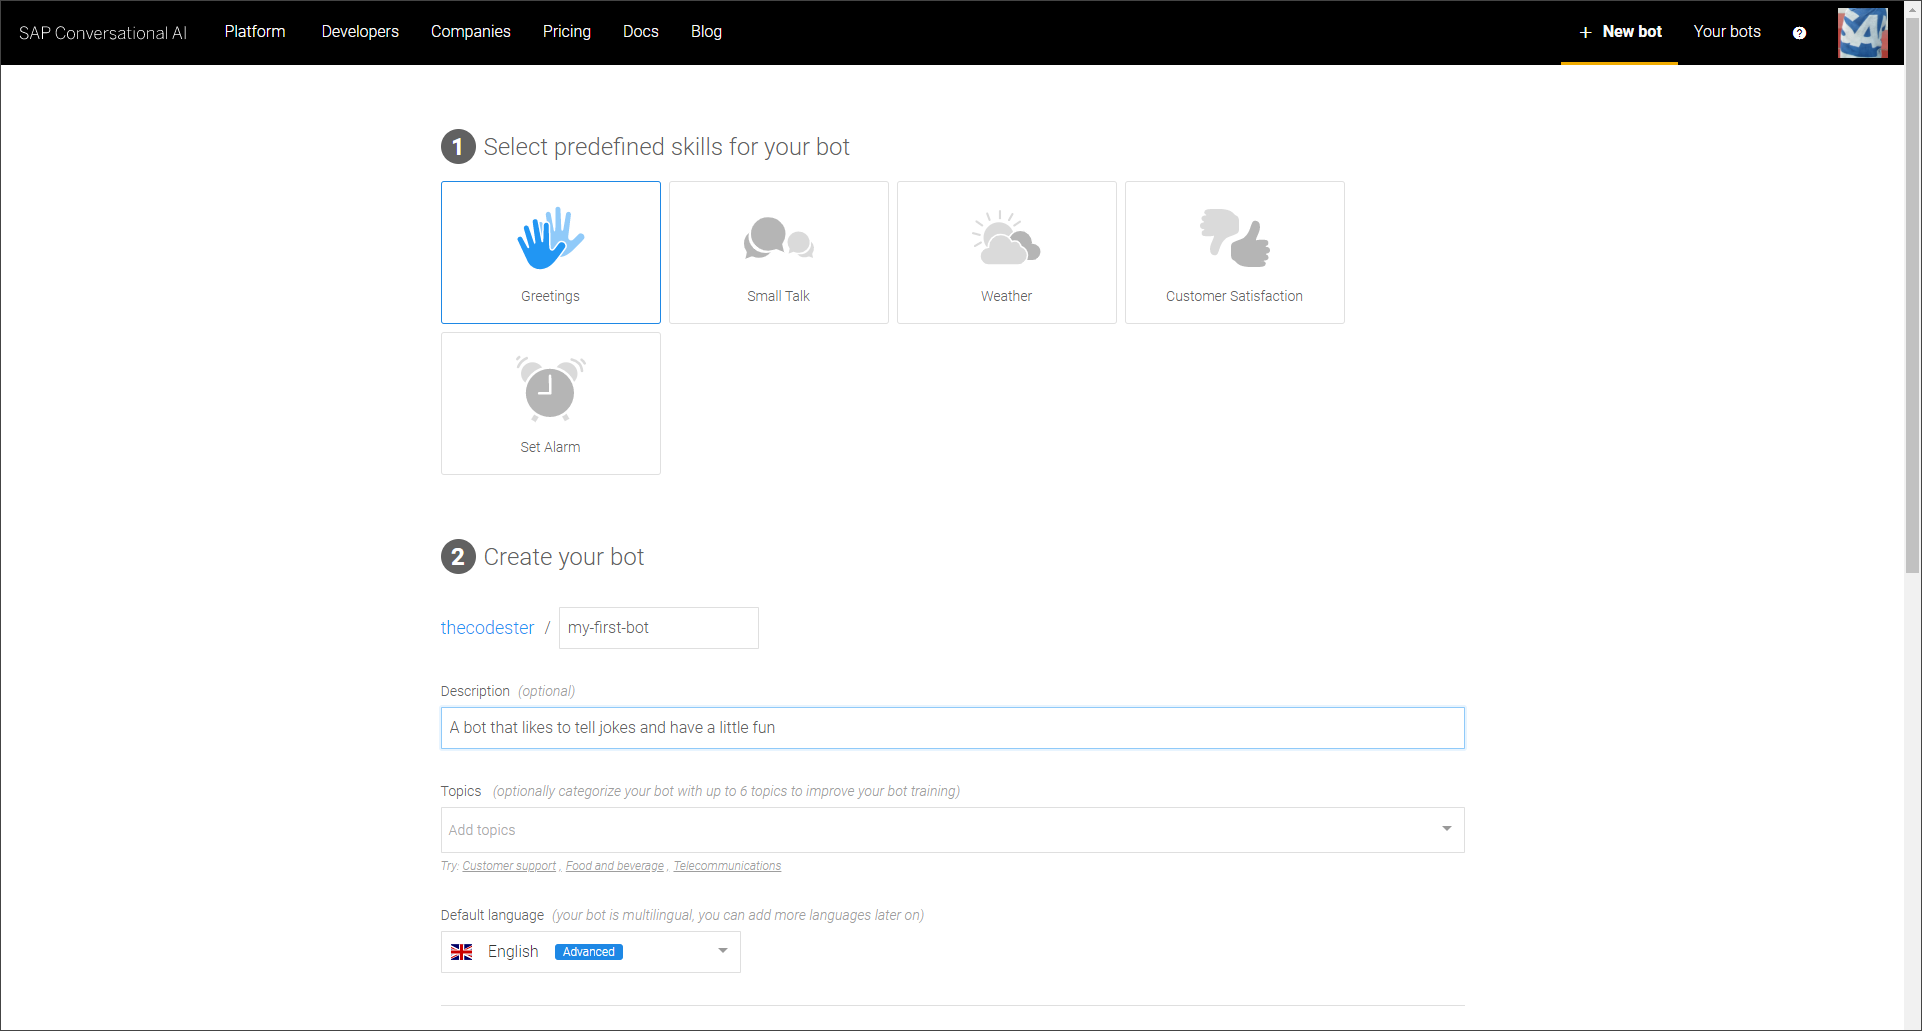 SAP Conversational AI Platform Developers Companies Pricing Docs Blog + New bot Your bots ?
1 Select predefined skills for your bot
Greetings Small Talk Weather Customer Satisfaction
Set Alarm
2 Create your bot
thecodester / my-first-bot
Description (optional)
A bot that likes to tell jokes and have a little fun
Topics (optionally categorize your bot with up to 6 topics to improve your bot training)
Add topics
Try: Customer support , Food and beverage , Telecommunications
Default language (your bot is multilingual, you can add more languages later on)
English Advanced